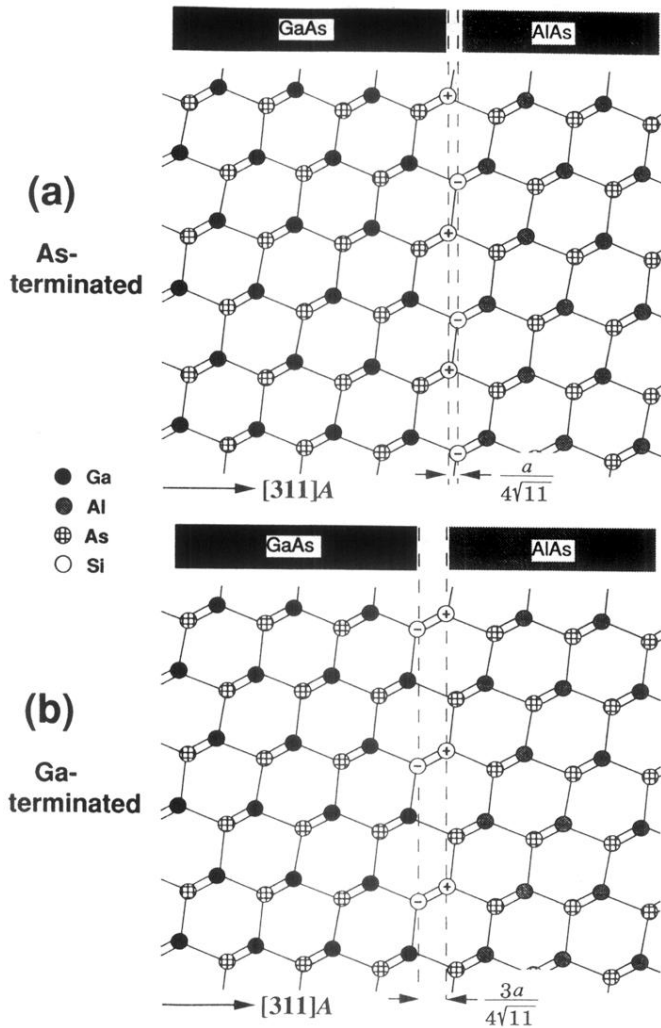 GaAs AlAs
(a)
As-
terminated
+
−
+
−
+
−
[311]A
a
4√11
Ga
Al
As
Si
GaAs AlAs
(b)
Ga-
terminated
− +
− +
− +
[311]A
3a
4√11